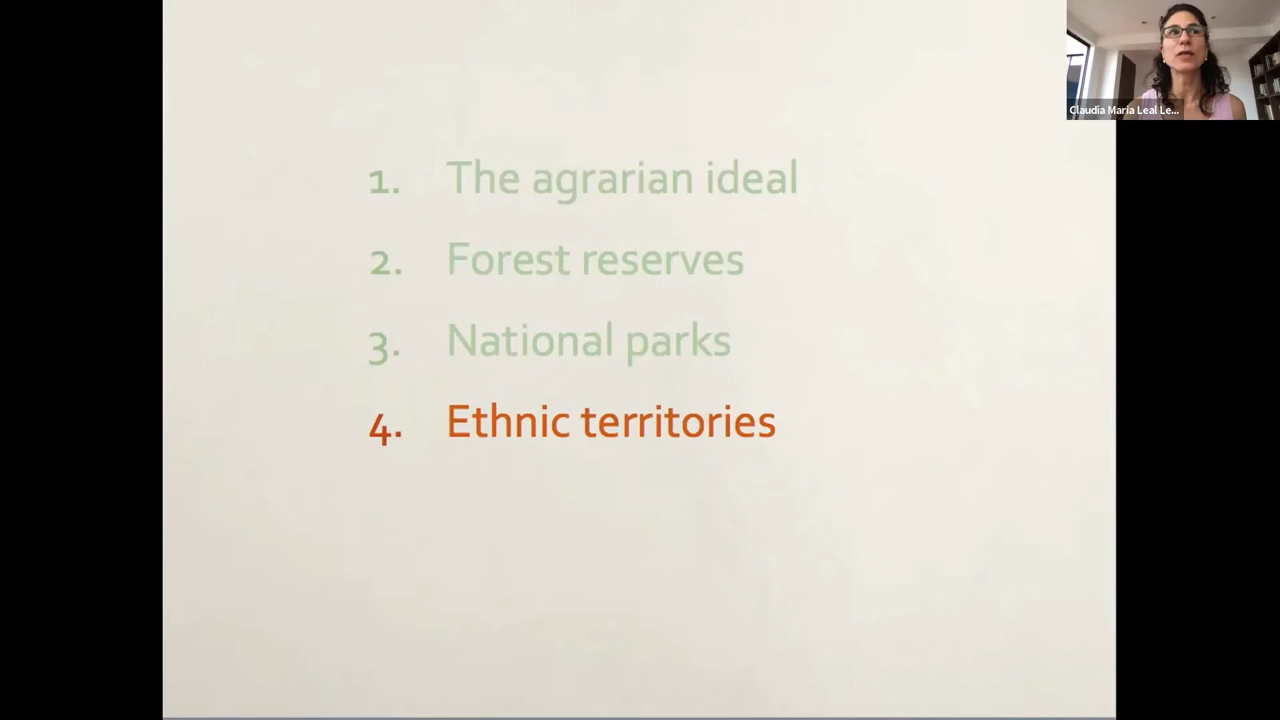 Claudia María Leal Le...
1. The agrarian ideal
2. Forest reserves
3. National parks
4. Ethnic territories